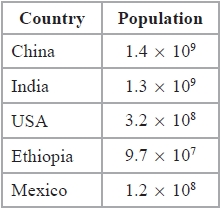 Country Population
China 1.4 × 10⁹
India 1.3 × 10⁹
USA 3.2 × 10⁸
Ethiopia 9.7 × 10⁷
Mexico 1.2 × 10⁸